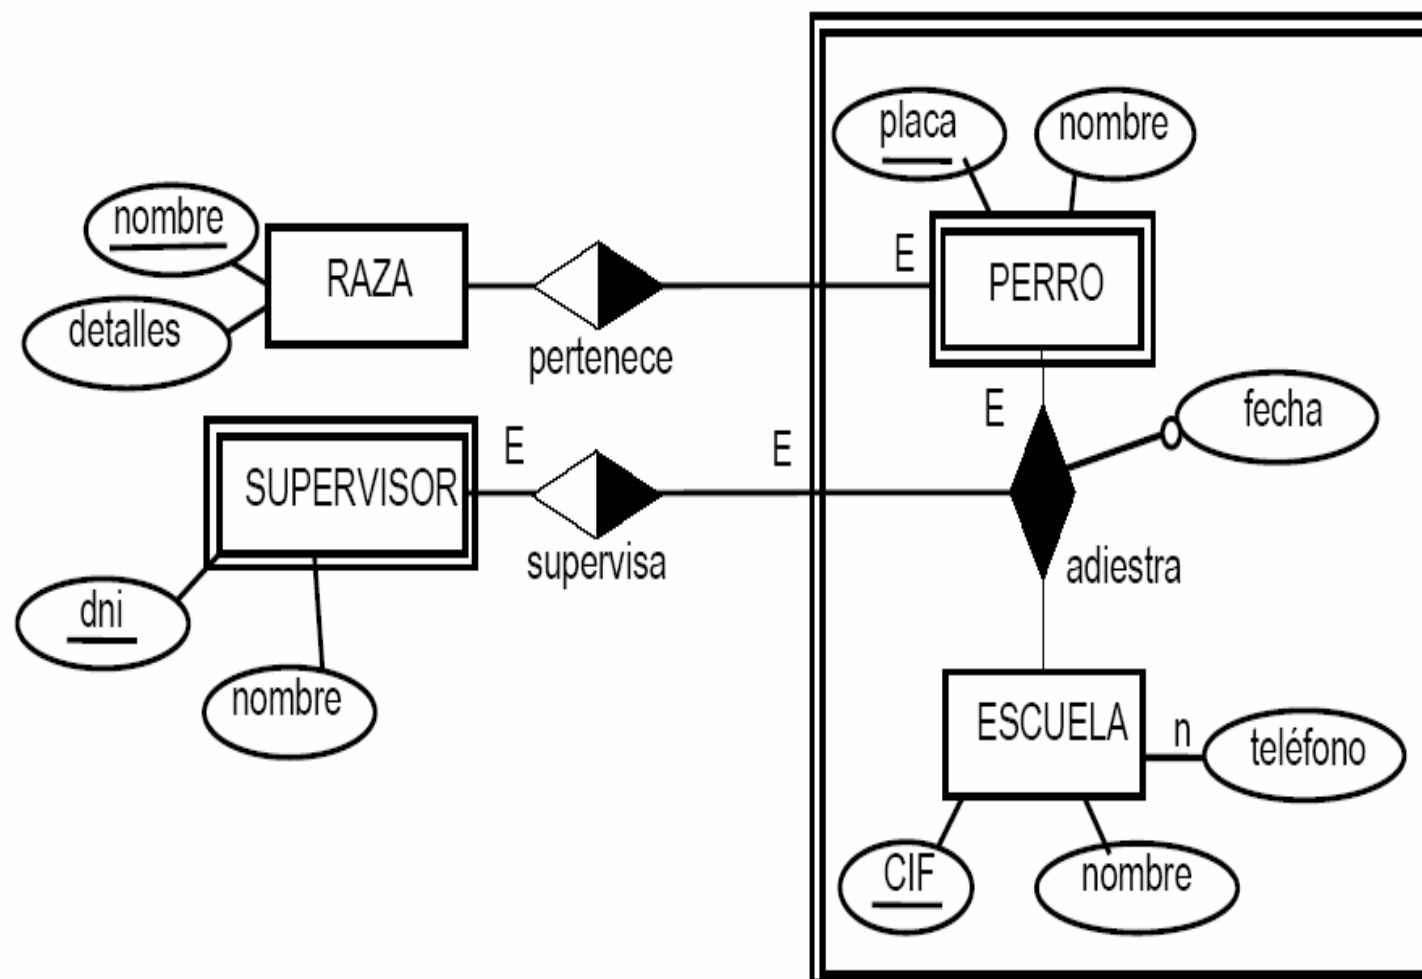 placa
nombre
nombre
RAZA
E
PERRO
detalles
pertenece
E
fecha
E
E
SUPERVISOR
supervisa
adiestra
dni
nombre
ESCUELA
n
teléfono
CIF
nombre